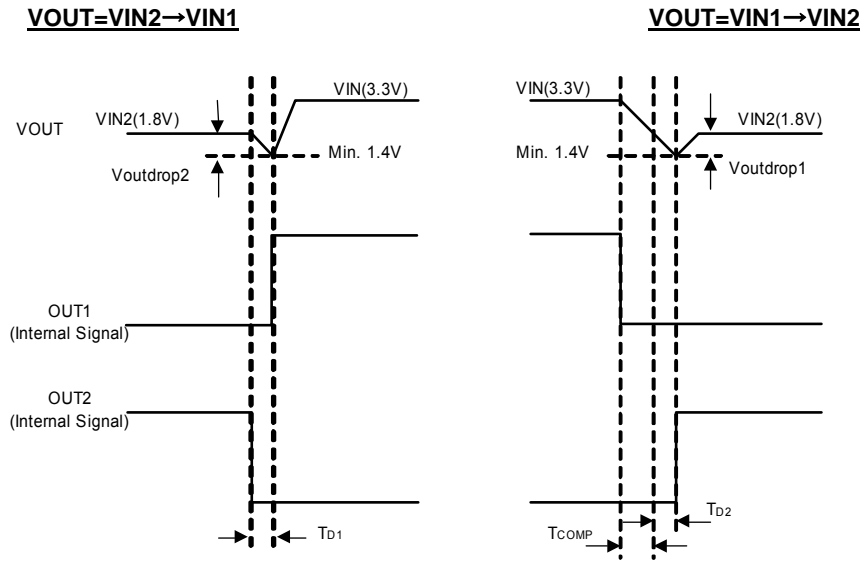 VOUT=VIN2→VIN1
VOUT=VIN1→VIN2
VOUT
VIN2(1.8V)
VIN(3.3V)
Min. 1.4V
Voutdrop2
VIN(3.3V)
VIN2(1.8V)
Min. 1.4V
Voutdrop1
OUT1
(Internal Signal)
OUT2
(Internal Signal)
TD1
TCOMP
TD2